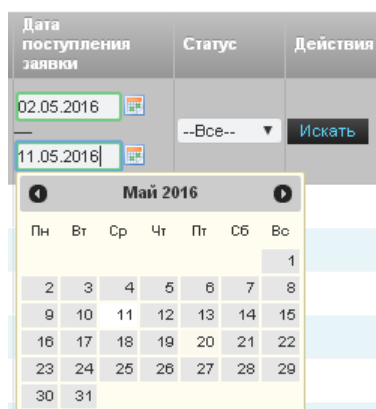 Дата
поступления
заявки
Статус
Действия
02.05.2016
—
--Все--
Искать
11.05.2016
Май 2016
Пн Вт Ср Чт Пт Сб Вс
1
2 3 4 5 6 7 8
9 10 11 12 13 14 15
16 17 18 19 20 21 22
23 24 25 26 27 28 29
30 31